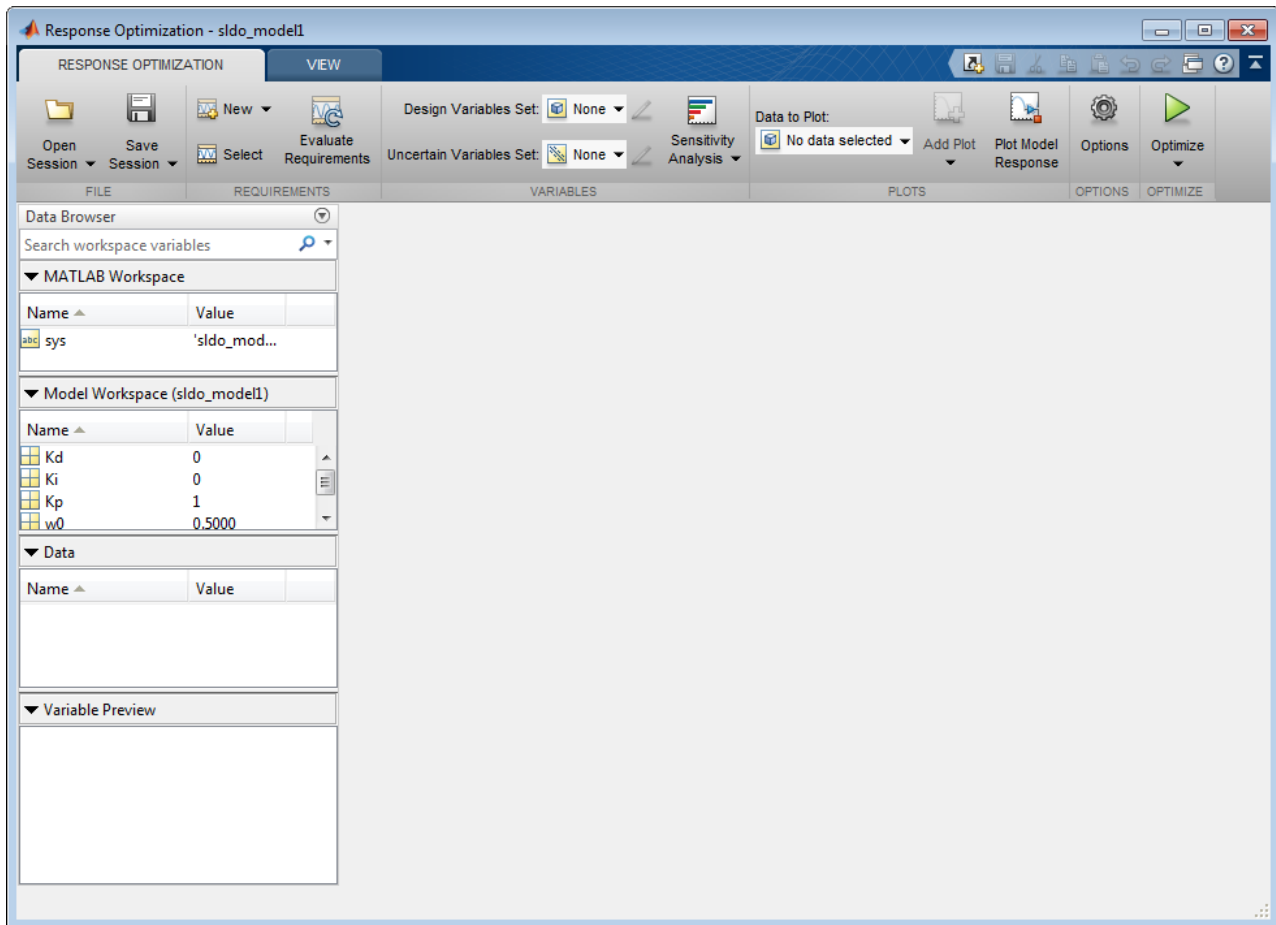 Response Optimization - sldo_model1
RESPONSE OPTIMIZATION
VIEW
Open Session
Save Session
New
Select
Evaluate Requirements
Design Variables Set:
None
Uncertain Variables Set:
None
Sensitivity Analysis
Data to Plot:
No data selected
Add Plot
Plot Model Response
Options
Optimize
FILE
REQUIREMENTS
VARIABLES
PLOTS
OPTIONS
OPTIMIZE
Data Browser
Search workspace variables
MATLAB Workspace
Name Value
abc sys 'sldo_mod...
Model Workspace (sldo_model1)
Name Value
Kd 0
Ki 0
Kp 1
w0 0.5000
Data
Name Value
Variable Preview